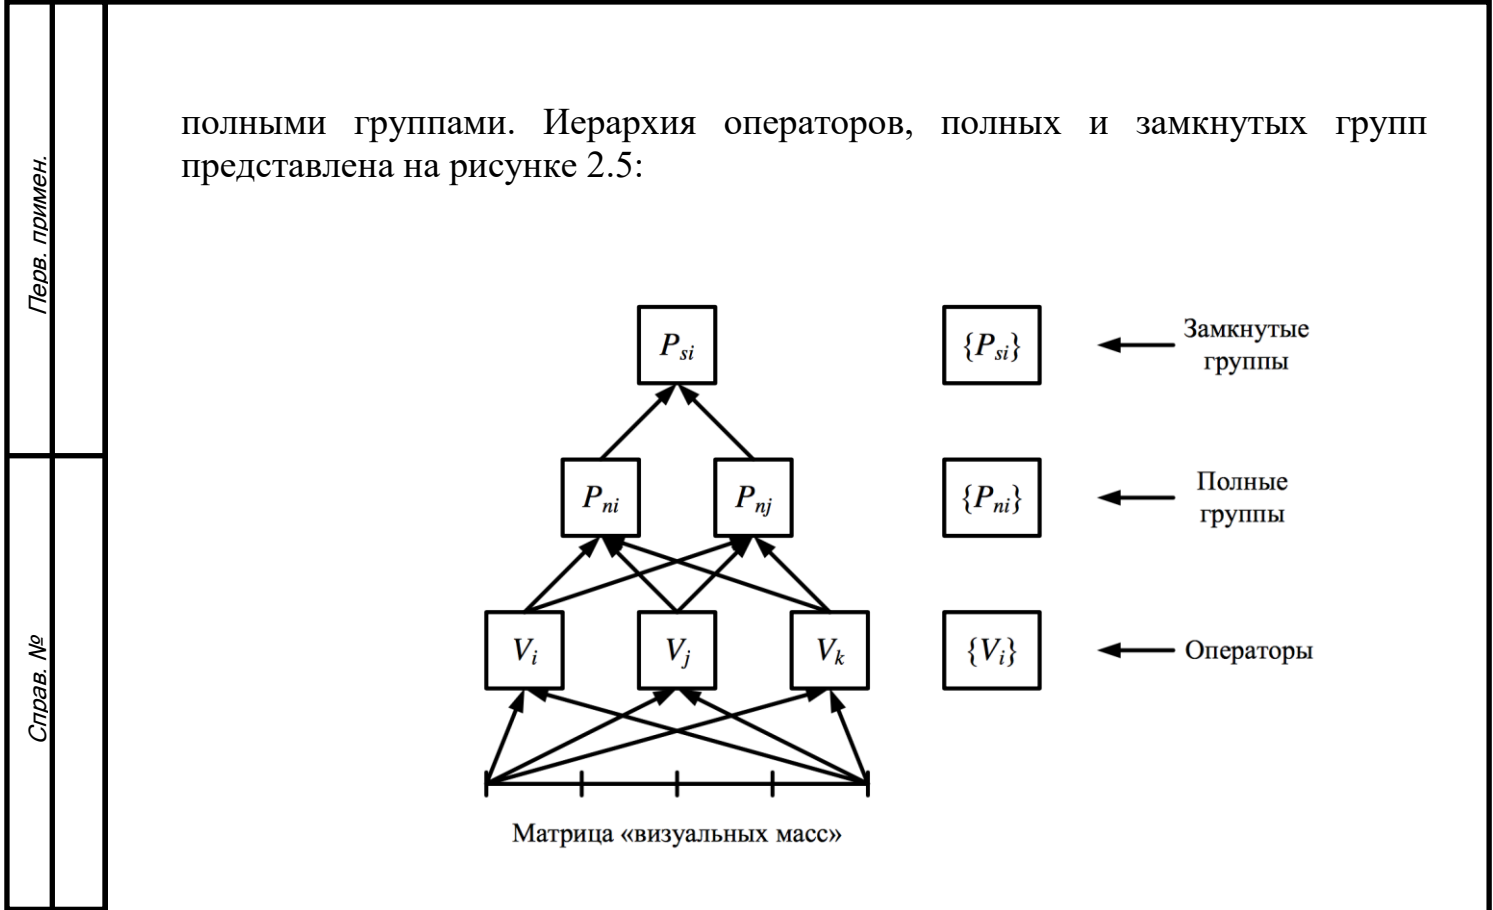 полными группами. Иерархия операторов, полных и замкнутых групп
представлена на рисунке 2.5:
Перв. примен.
Справ. №
P_si
{P_si}
Замкнутые
группы
P_ni
P_nj
{P_ni}
Полные
группы
V_i
V_j
V_k
{V_i}
Операторы
Матрица «визуальных масс»